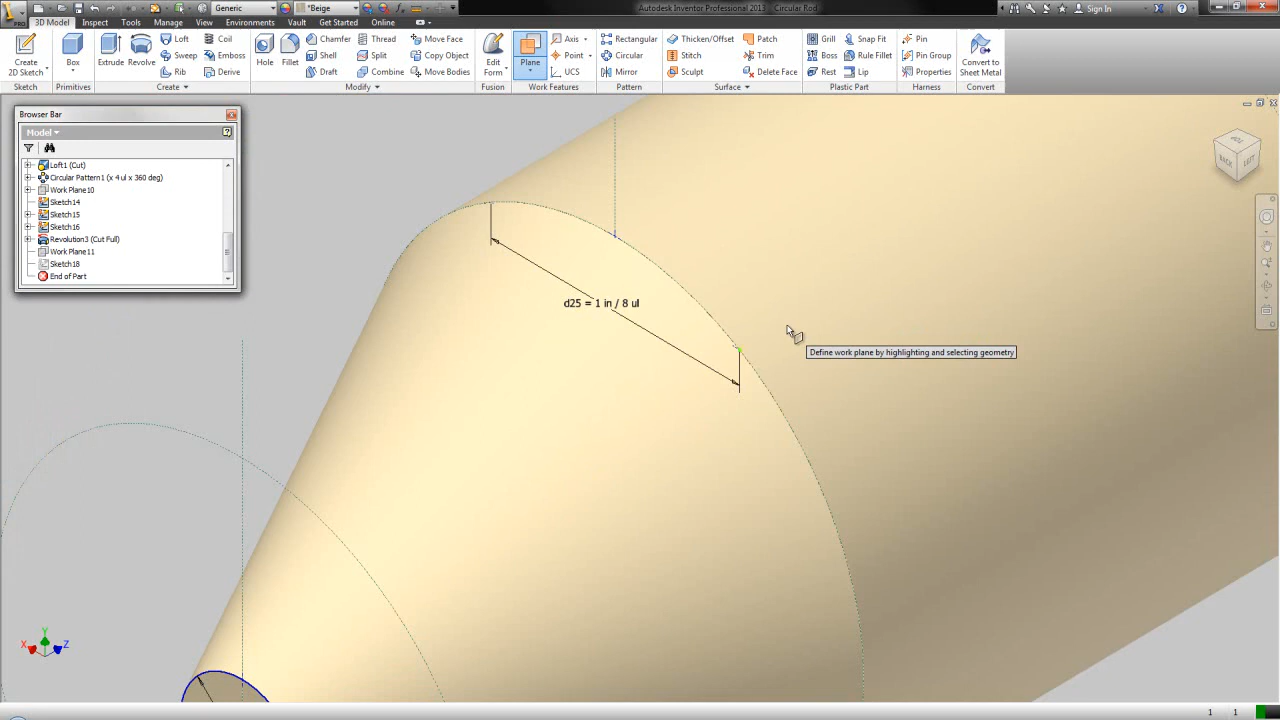 Generic
*Beige
Autodesk Inventor Professional 2013
Circular Rod
Sign In
PRO
3D Model
Inspect
Tools
Manage
View
Environments
Vault
Get Started
Online
Create
2D Sketch
Box
Extrude
Revolve
Loft
Sweep
Rib
Coil
Emboss
Derive
Hole
Fillet
Chamfer
Shell
Draft
Thread
Split
Combine
Move Face
Copy Object
Move Bodies
Edit
Form
Plane
Axis
Point
UCS
Rectangular
Circular
Mirror
Thicken/Offset
Stitch
Sculpt
Patch
Trim
Delete Face
Grill
Boss
Rest
Snap Fit
Rule Fillet
Lip
Pin
Pin Group
Properties
Convert to
Sheet Metal
Sketch
Primitives
Create
Modify
Fusion
Work Features
Pattern
Surface
Plastic Part
Harness
Convert
Browser Bar
Model
Loft1 (Cut)
Circular Pattern1 (x 4 ul x 360 deg)
Work Plane10
Sketch14
Sketch15
Sketch16
Revolution3 (Cut Full)
Work Plane11
Sketch18
End of Part
TOP
BACK
LEFT
d25 = 1 in / 8 ul
Define work plane by highlighting and selecting geometry
Y
X
Z
1
1